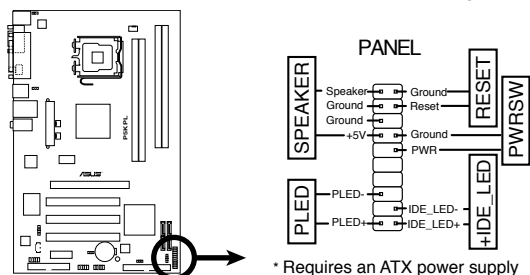 PANEL
SPEAKER
Speaker
Ground
Ground
+5V
Ground
Reset
Ground
PWR
RESET
PWRSW
PLED
PLED-
PLED+
IDE_LED-
IDE_LED+
+IDE_LED
P5KPL
/SUS
* Requires an ATX power supply